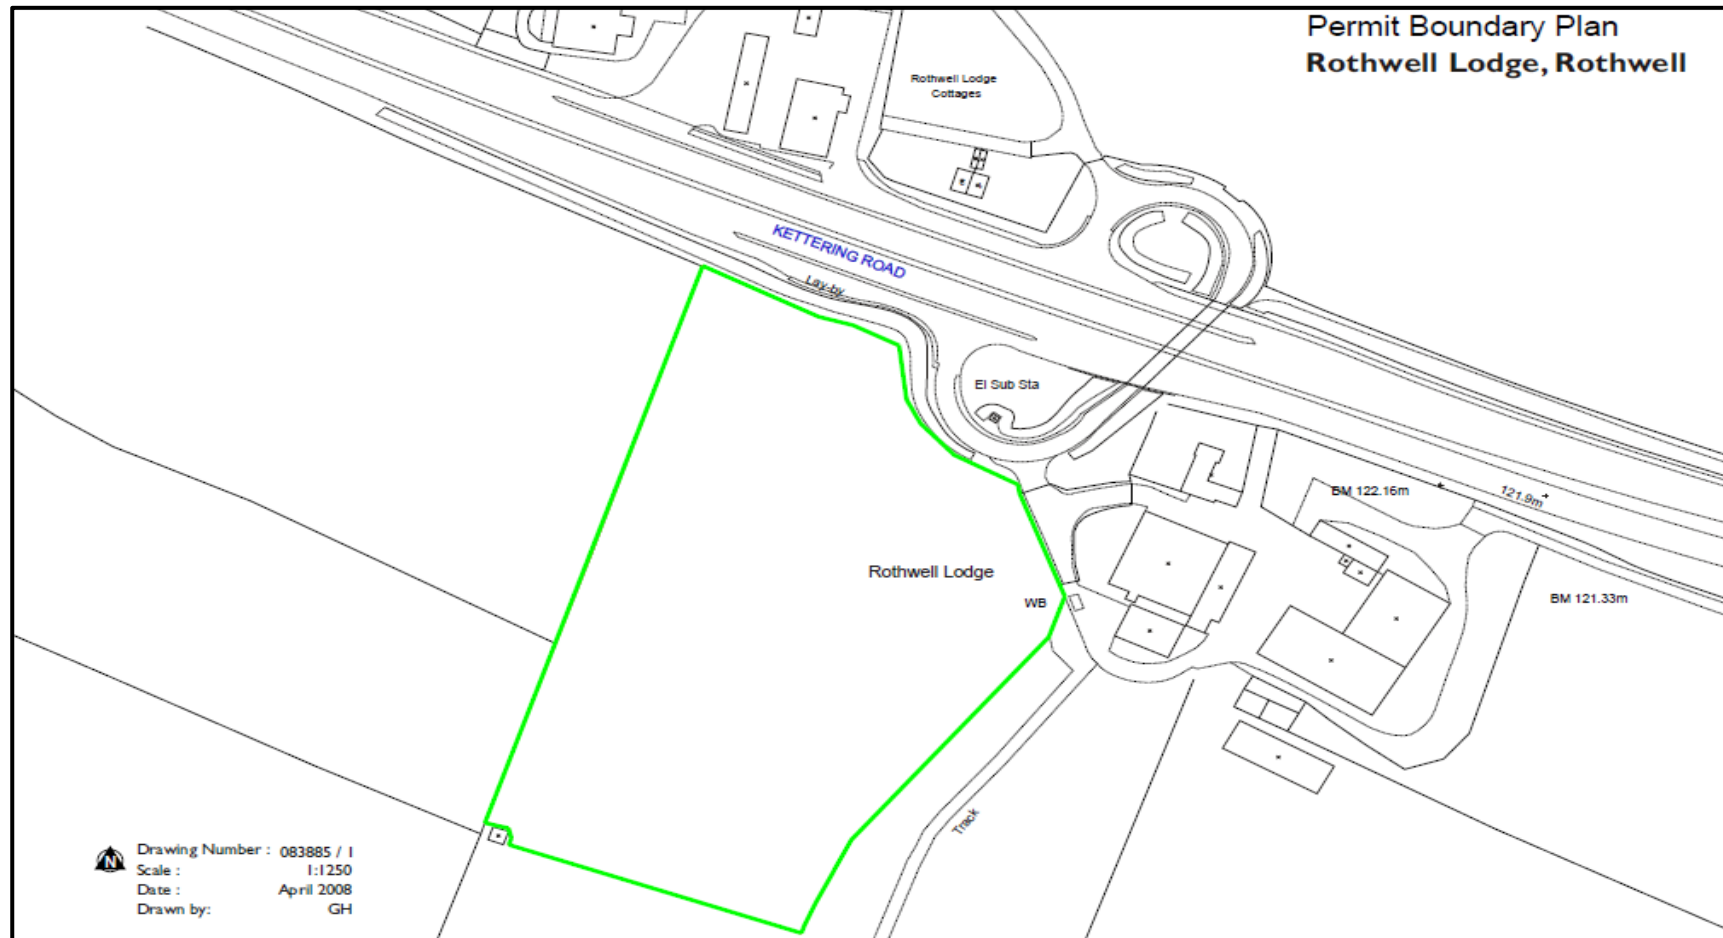 Permit Boundary Plan
Rothwell Lodge, Rothwell
Rothwell Lodge
Cottages
KETTERING ROAD
Lay-by
El Sub Sta
BM 122.16m
121.9m
Rothwell Lodge
WB
BM 121.33m
Track
N
Drawing Number : 083885 / 1
Scale : 1:1250
Date : April 2008
Drawn by: GH